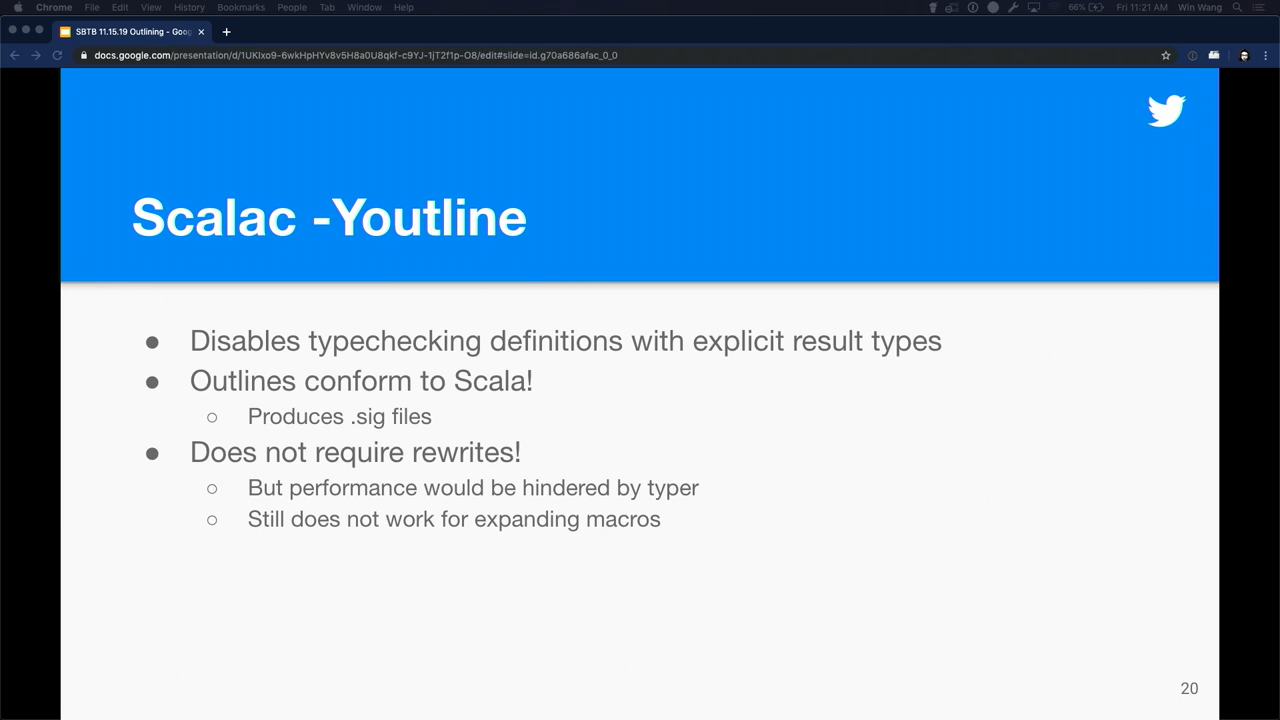 Chrome File Edit View History Bookmarks People Tab Window Help 66% Fri 11:21 AM Win Wang
SBTB 11.15.19 Outlining - Goog
docs.google.com/presentation/d/1UKIxo9-6wkHpHYv8v5H8a0U8qkf-c9YJ-1jT2f1p-O8/edit#slide=id.g70a686afac_0_0
Scalac -Youtline
● Disables typechecking definitions with explicit result types
● Outlines conform to Scala!
○ Produces .sig files
● Does not require rewrites!
○ But performance would be hindered by typer
○ Still does not work for expanding macros
20